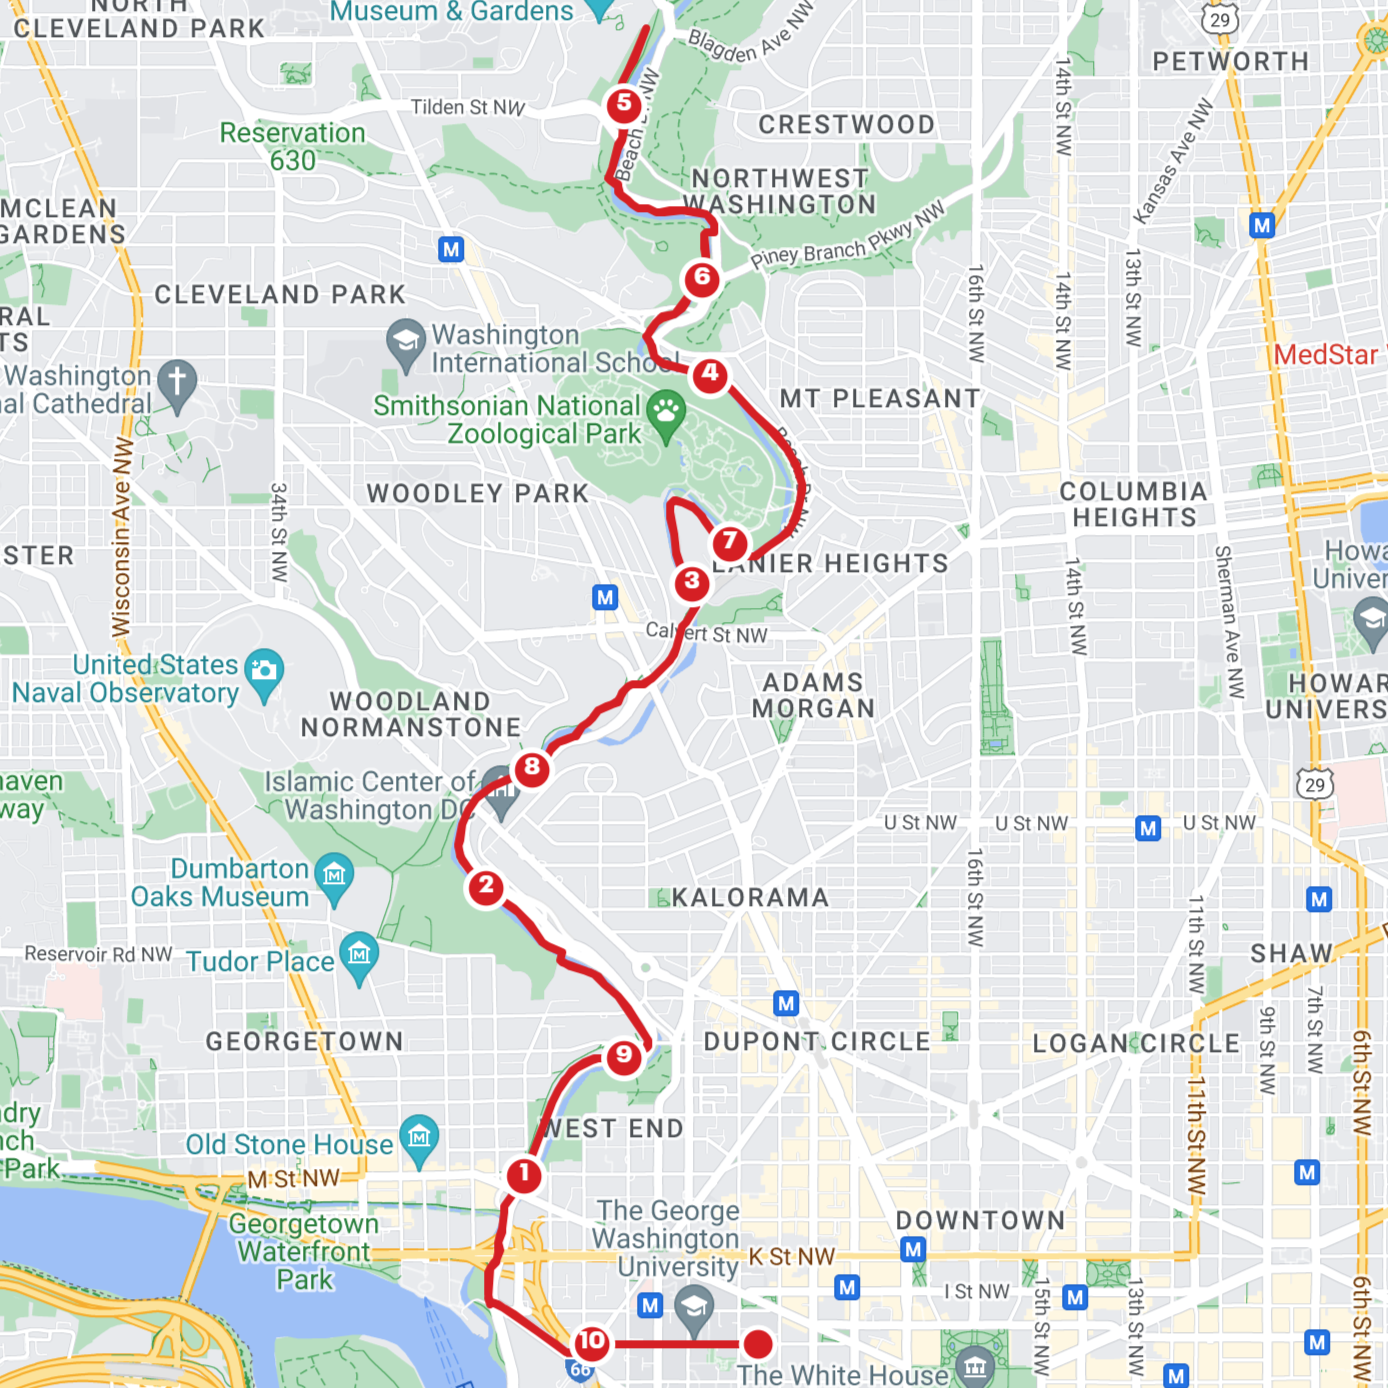 NORTH
CLEVELAND PARK
Museum & Gardens
Blagden Ave NW
29
PETWORTH
14th St NW
Kansas Ave NW
5
Tilden St NW
Beach Dr NW
CRESTWOOD
Reservation
630
NORTHWEST
WASHINGTON
MCLEAN
GARDENS
M
M
Piney Branch Pkwy NW
6
16th St NW
14th St NW
13th St NW
CLEVELAND PARK
RAL
TS
Washington
International School
MedStar
Washington
nal Cathedral
4
Smithsonian National
Zoological Park
MT PLEASANT
Beach Dr NW
Wisconsin Ave NW
34th St NW
WOODLEY PARK
COLUMBIA
HEIGHTS
STER
7
LANIER HEIGHTS
Howa
Univer
3
M
14th St NW
Sherman Ave NW
Calvert St NW
United States
Naval Observatory
WOODLAND
NORMANSTONE
ADAMS
MORGAN
HOWAR
UNIVERS
haven
way
Islamic Center of
Washington DC
8
29
U St NW
U St NW
M
U St NW
Dumbarton
Oaks Museum
2
KALORAMA
16th St NW
M
11th St NW
Reservoir Rd NW
Tudor Place
SHAW
M
9th St NW
7th St NW
GEORGETOWN
9
DUPONT CIRCLE
LOGAN CIRCLE
6th St NW
11th St NW
dry
nch
Park
Old Stone House
WEST END
M St NW
1
M
Georgetown
Waterfront
Park
The George
Washington
University
DOWNTOWN
K St NW
M
M
M
I St NW
M
15th St NW
13th St NW
6th St NW
10
66
M
The White House
M